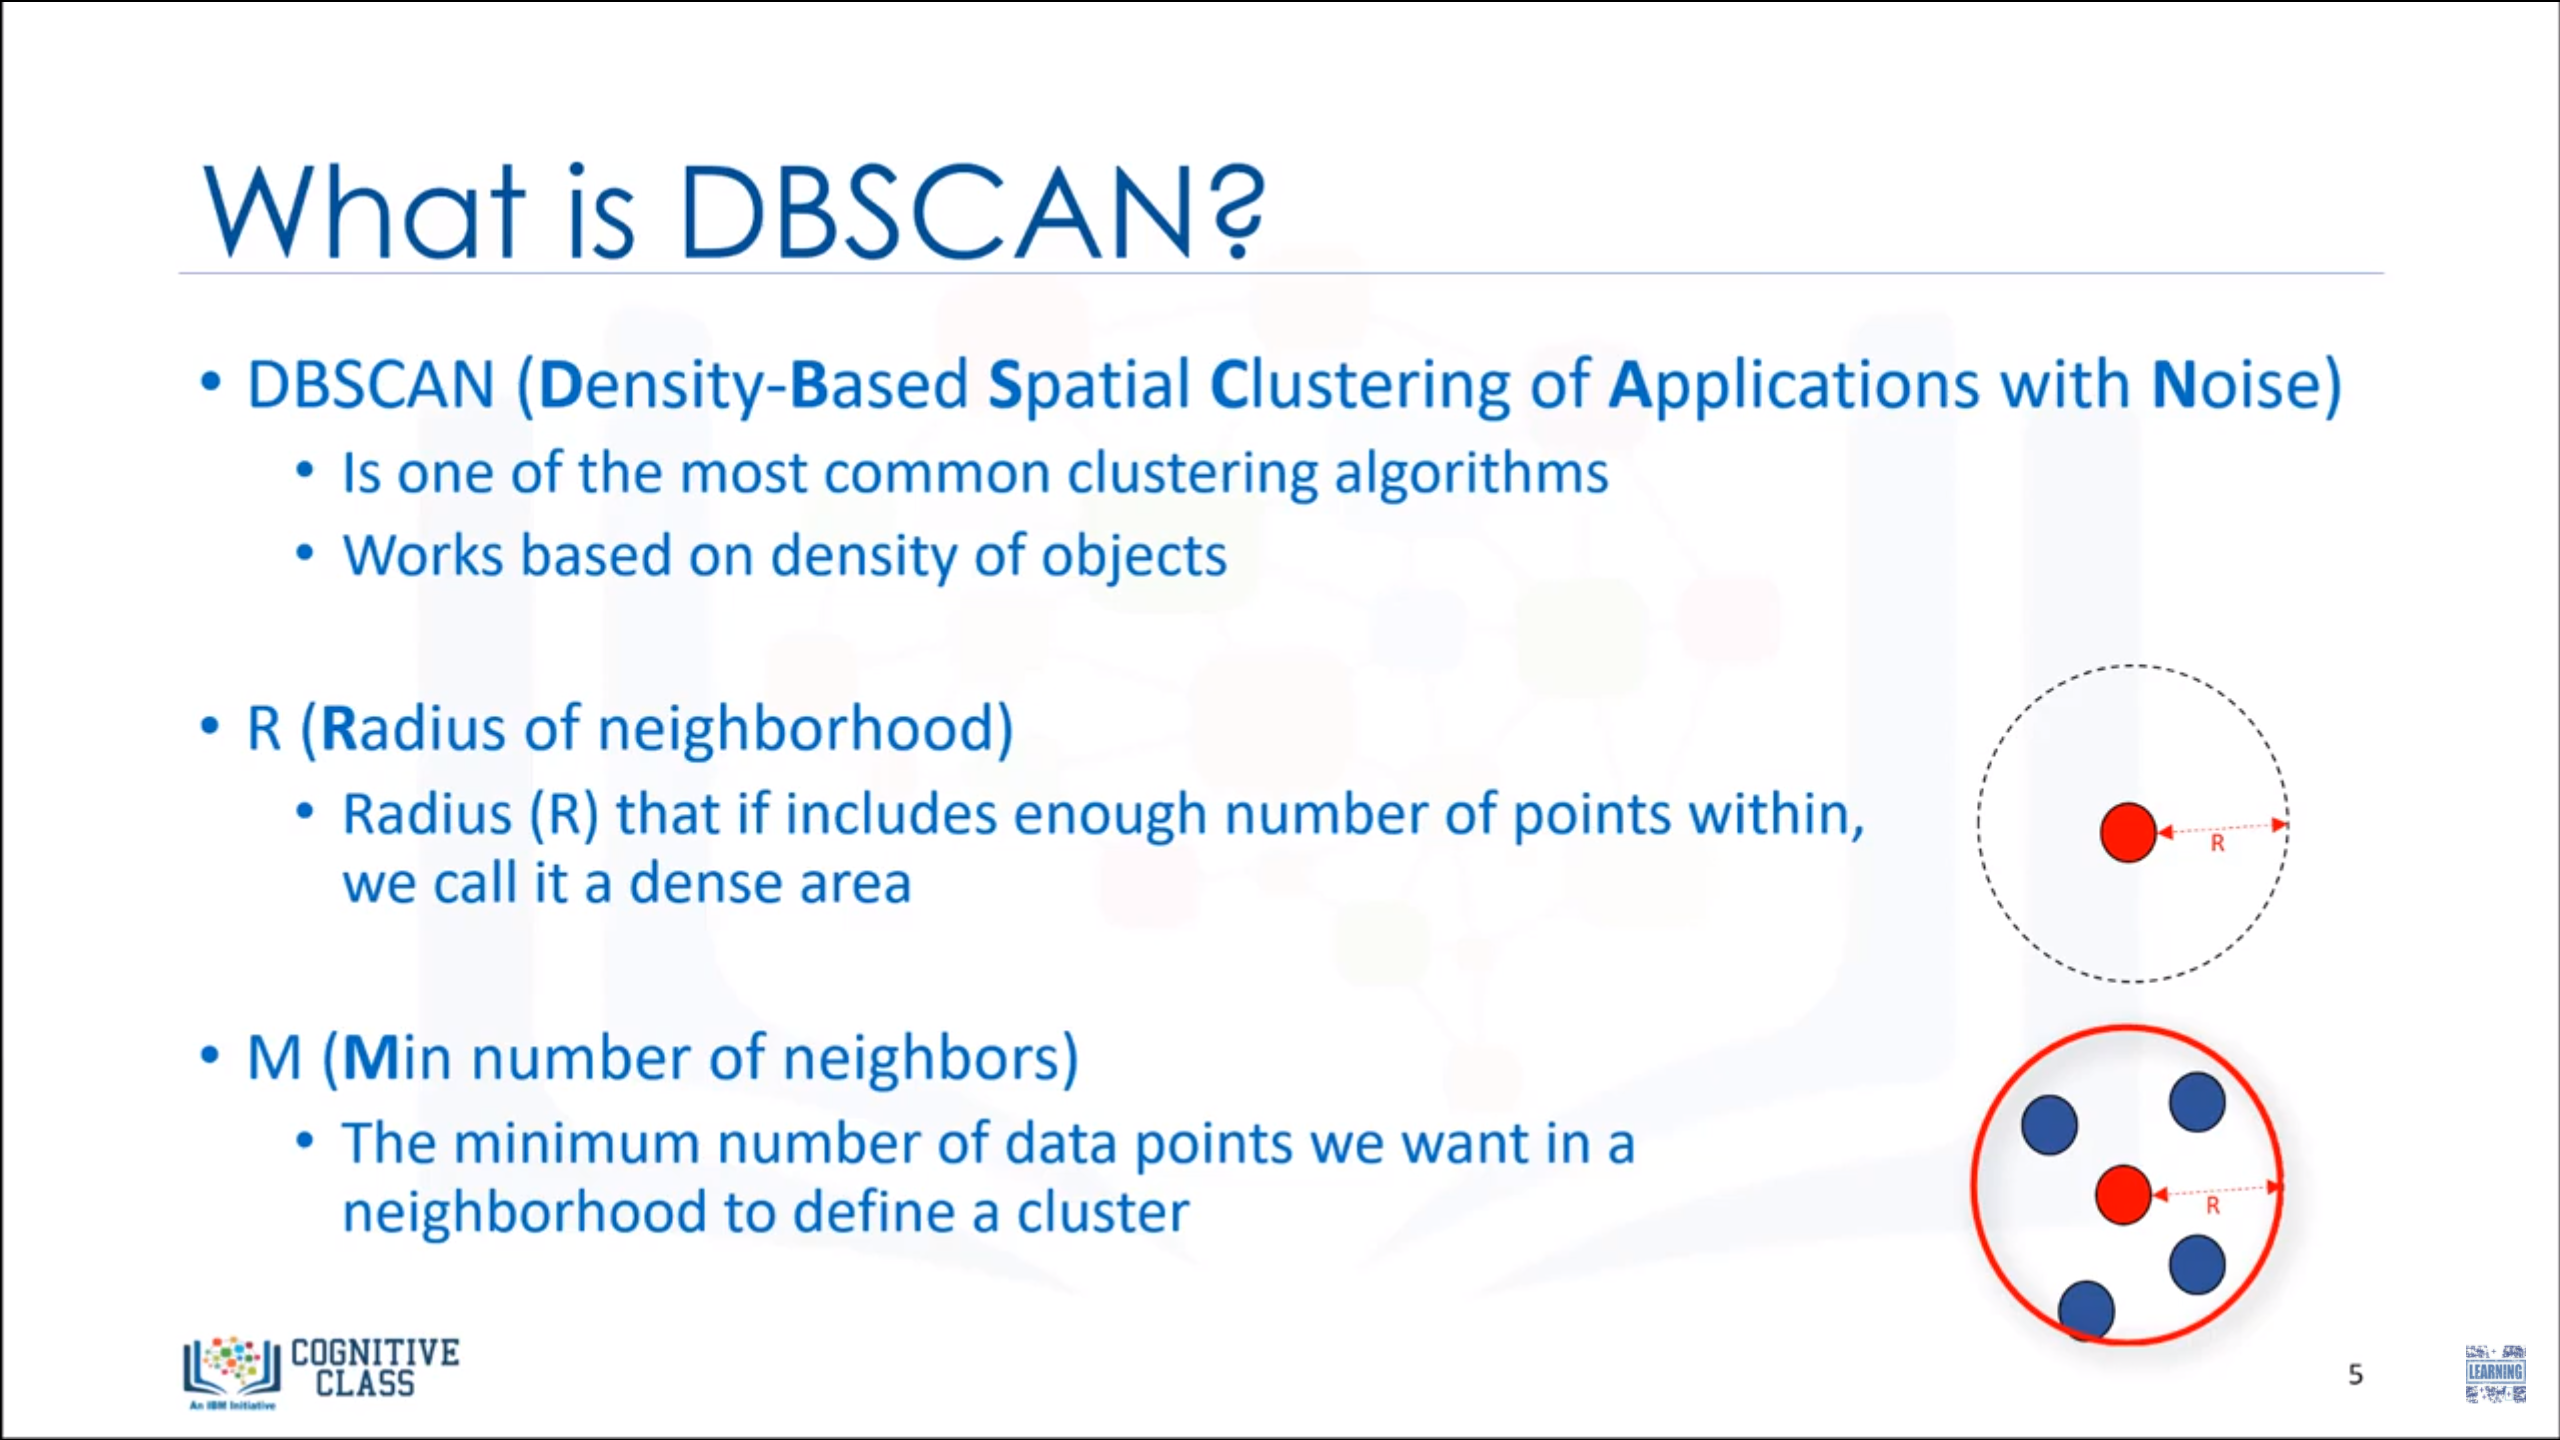 What is DBSCAN?
• DBSCAN (Density-Based Spatial Clustering of Applications with Noise)
• Is one of the most common clustering algorithms
• Works based on density of objects
• R (Radius of neighborhood)
• Radius (R) that if includes enough number of points within,
we call it a dense area
R
• M (Min number of neighbors)
• The minimum number of data points we want in a
neighborhood to define a cluster
R
COGNITIVE
CLASS
An IBM Initiative
5
LEARNING